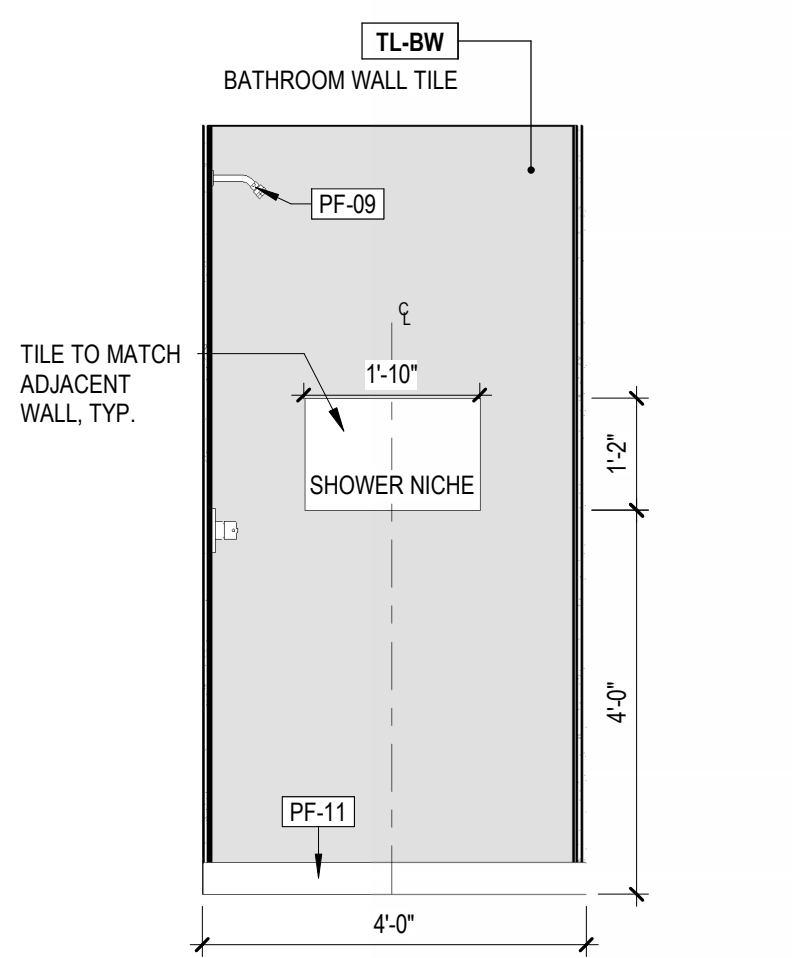 TL-BW
BATHROOM WALL TILE
PF-09
℄
TILE TO MATCH
ADJACENT
WALL, TYP.
1'-10"
1'-2"
SHOWER NICHE
4'-0"
PF-11
4'-0"